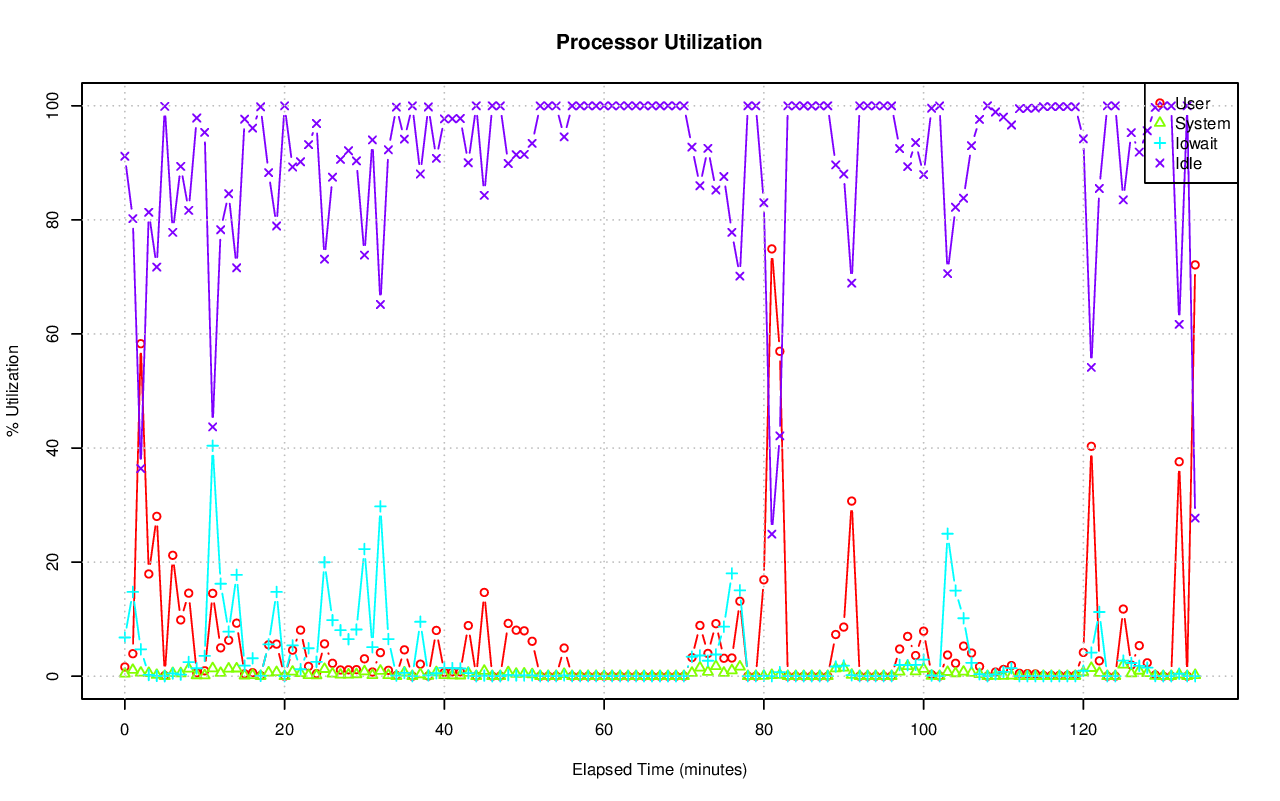 Processor Utilization
% Utilization
100
80
60
40
20
0
0 20 40 60 80 100 120
Elapsed Time (minutes)
User
System
Iowait
Idle